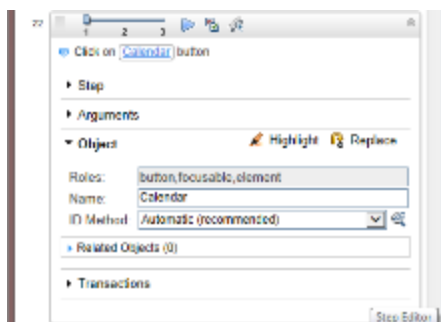 22
1 2 3
Click on Calendar button
Step
Arguments
Object Highlight Replace
Roles: button,focusable,element
Name: Calendar
ID Method Automatic (recommended)
Related Objects (0)
Transactions
Step Editor